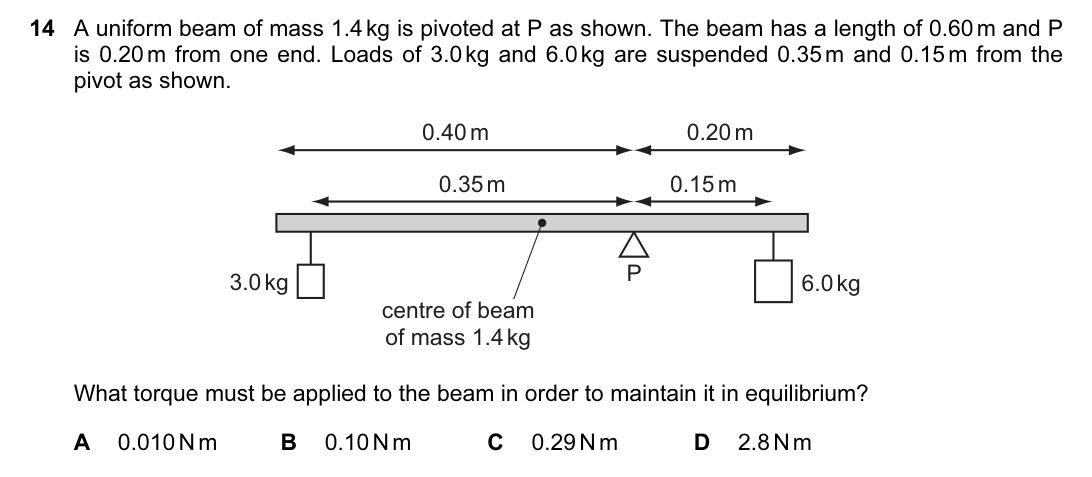 14 A uniform beam of mass 1.4 kg is pivoted at P as shown. The beam has a length of 0.60 m and P
is 0.20 m from one end. Loads of 3.0 kg and 6.0 kg are suspended 0.35 m and 0.15 m from the
pivot as shown.
0.40 m 0.20 m
0.35 m 0.15 m
P
3.0 kg 6.0 kg
centre of beam
of mass 1.4 kg
What torque must be applied to the beam in order to maintain it in equilibrium?
A 0.010 N m B 0.10 N m C 0.29 N m D 2.8 N m